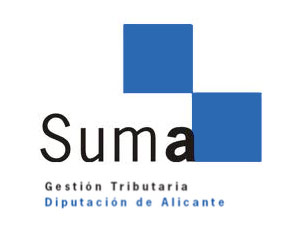 Suma
Gestión Tributaria
Diputación de Alicante